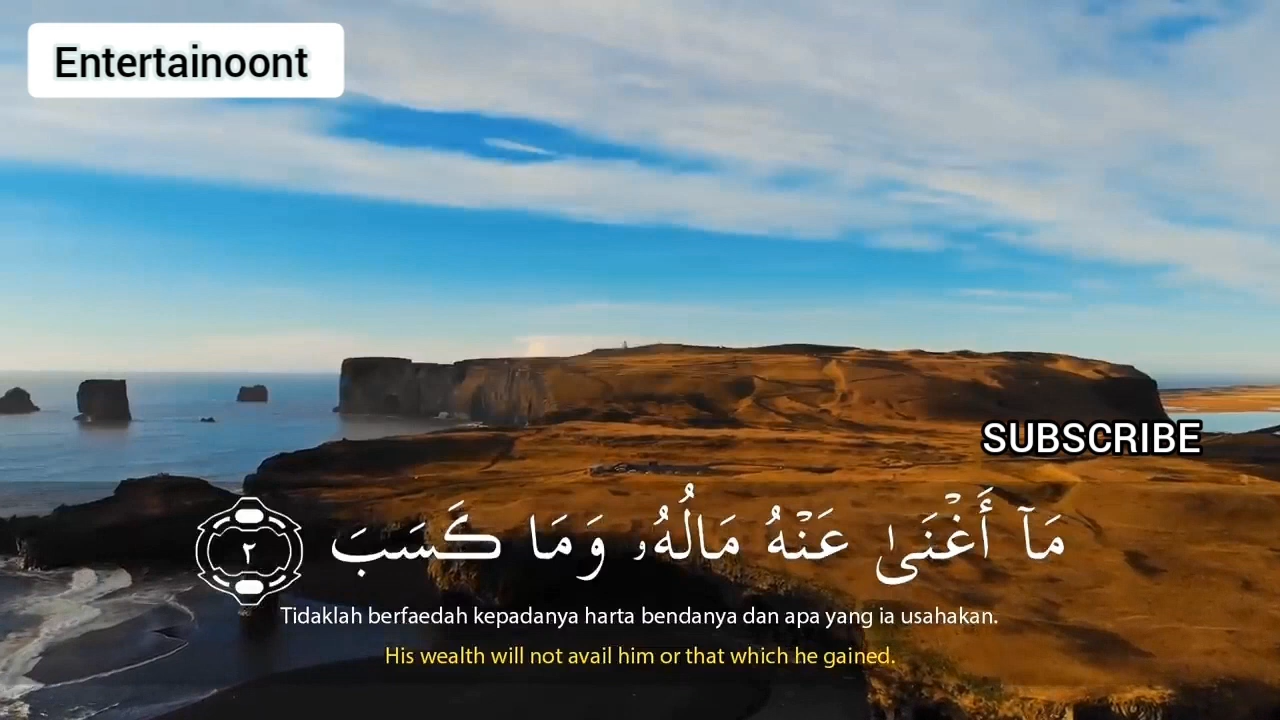 Entertainoont
SUBSCRIBE
مَآ أَغْنَىٰ عَنْهُ مَالُهُۥ وَمَا كَسَبَ ٢
Tidaklah berfaedah kepadanya harta bendanya dan apa yang ia usahakan.
His wealth will not avail him or that which he gained.